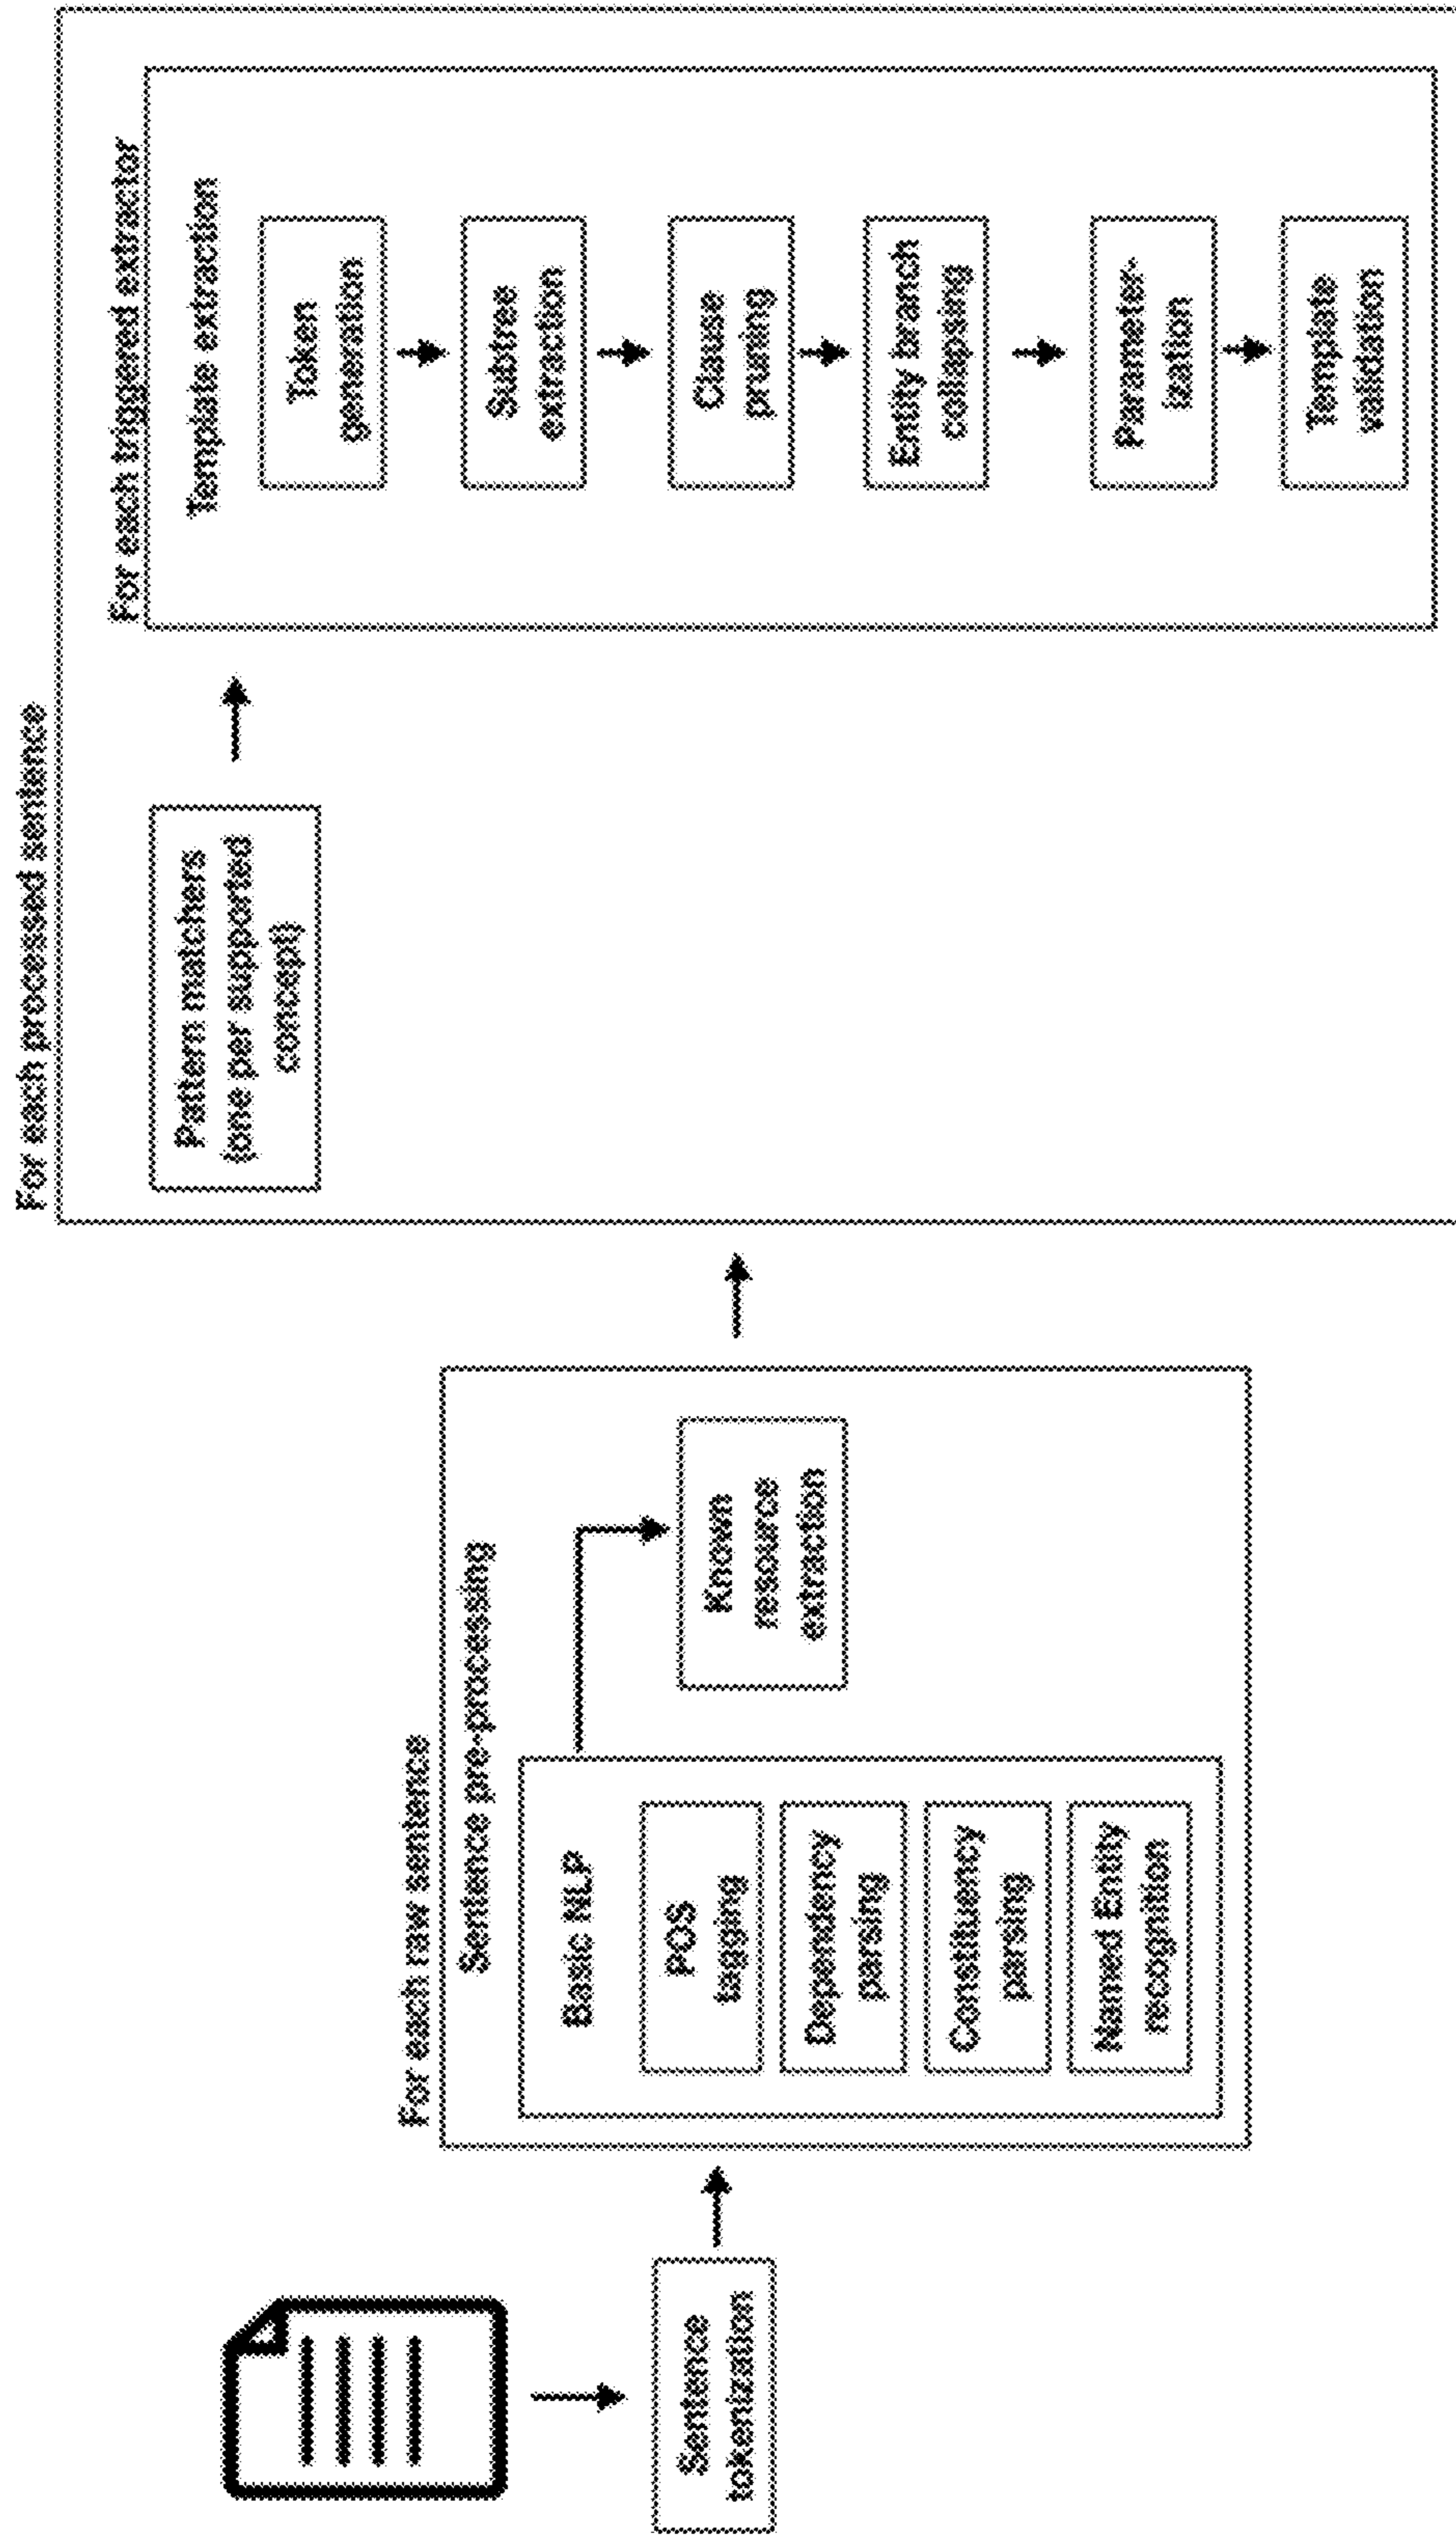 Sentence
tokenization
For each raw sentence
Sentence pre-processing
Basic NLP
POS
tagging
Dependency
parsing
Constituency
parsing
Named Entity
recognition
Known
resource
extraction
For each processed sentence
Pattern matchers
(one per supported
concept)
For each triggered extractor
Template extraction
Token
generation
Subtree
extraction
Clause
pruning
Entity branch
collapsing
Parameter-
ization
Template
validation